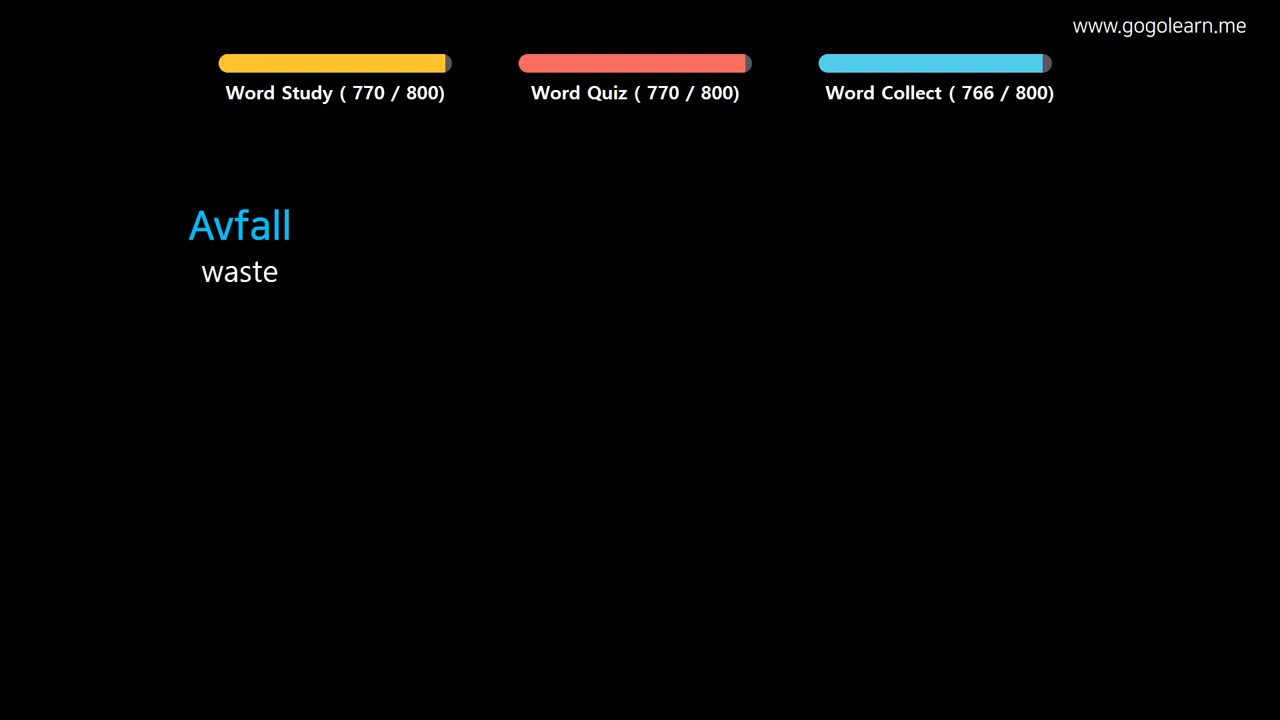 www.gogolearn.me
Word Study ( 770 / 800)
Word Quiz ( 770 / 800)
Word Collect ( 766 / 800)
Avfall
waste